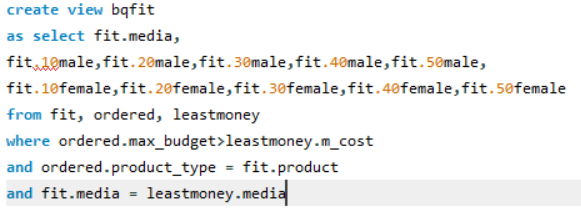 create view bqfit
as select fit.media,
fit.10male,fit.20male,fit.30male,fit.40male,fit.50male,
fit.10female,fit.20female,fit.30female,fit.40female,fit.50female
from fit, ordered, leastmoney
where ordered.max_budget>leastmoney.m_cost
and ordered.product_type = fit.product
and fit.media = leastmoney.media